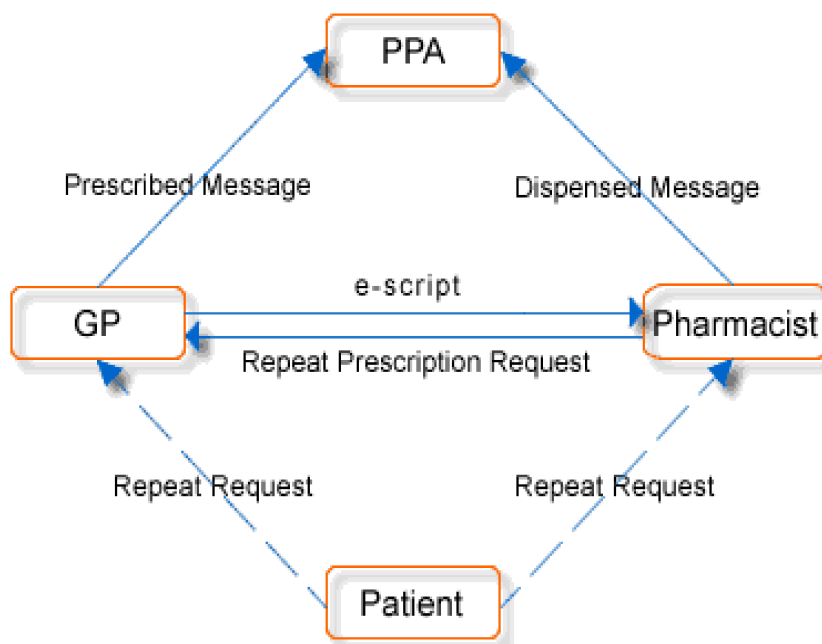 PPA
Prescribed Message
Dispensed Message
e-script
GP
Pharmacist
Repeat Prescription Request
Repeat Request
Repeat Request
Patient